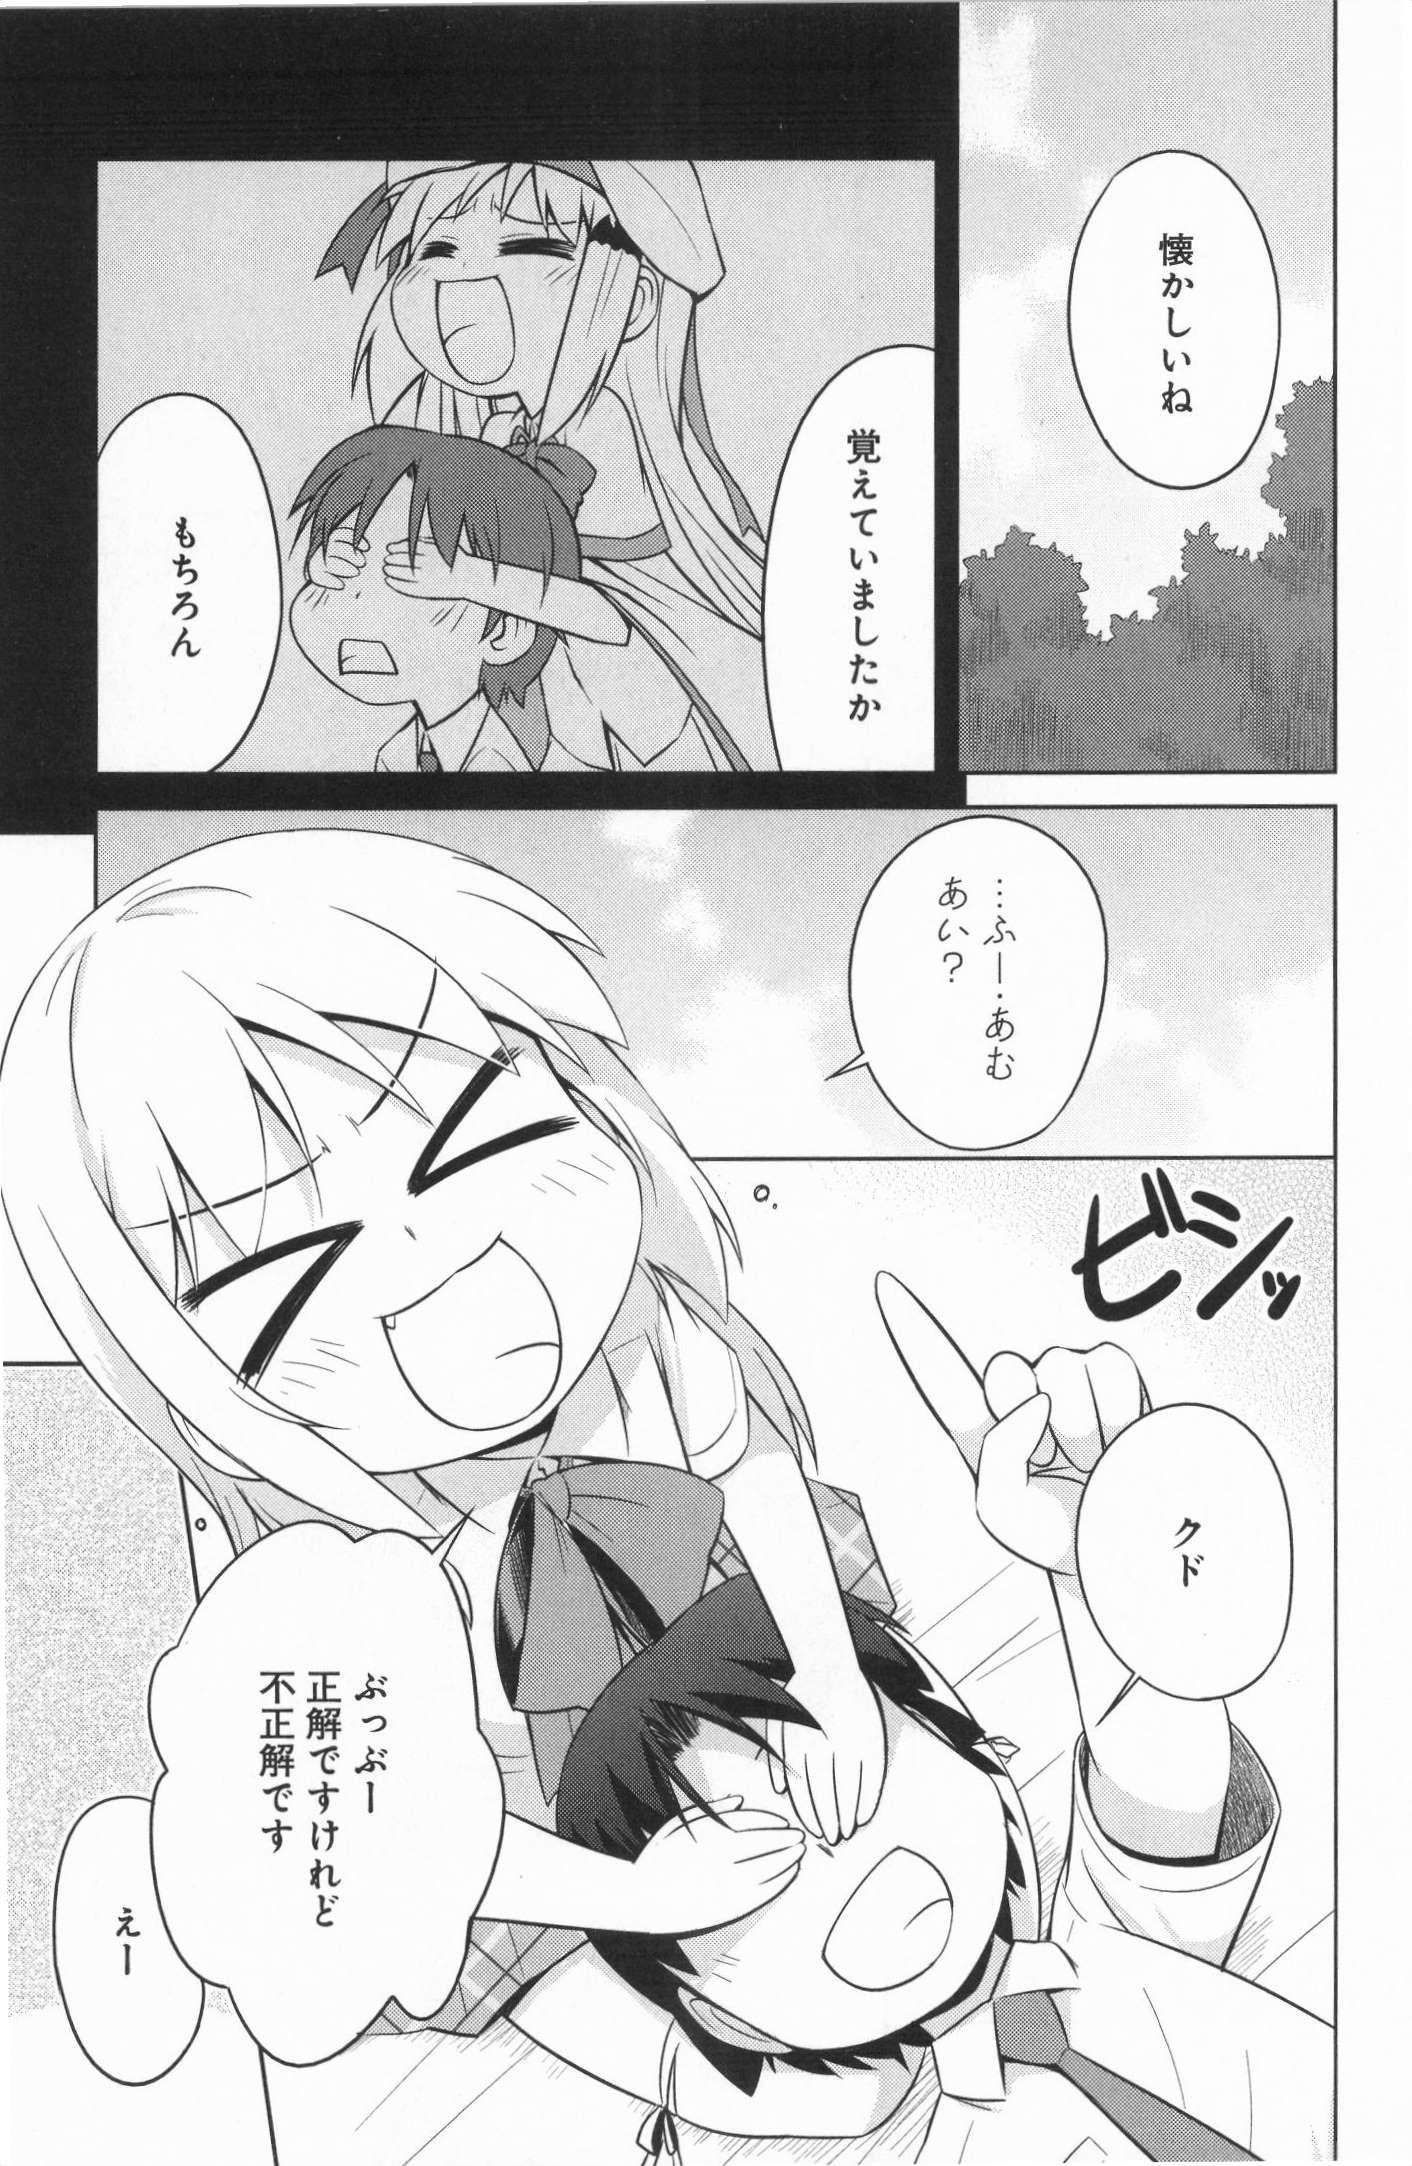 懐かしいね
覚えていましたか
もちろん
…ふー・あむ
あい？
ビシッ
クド
ぶっぶー
正解ですけれど
不正解です
えー